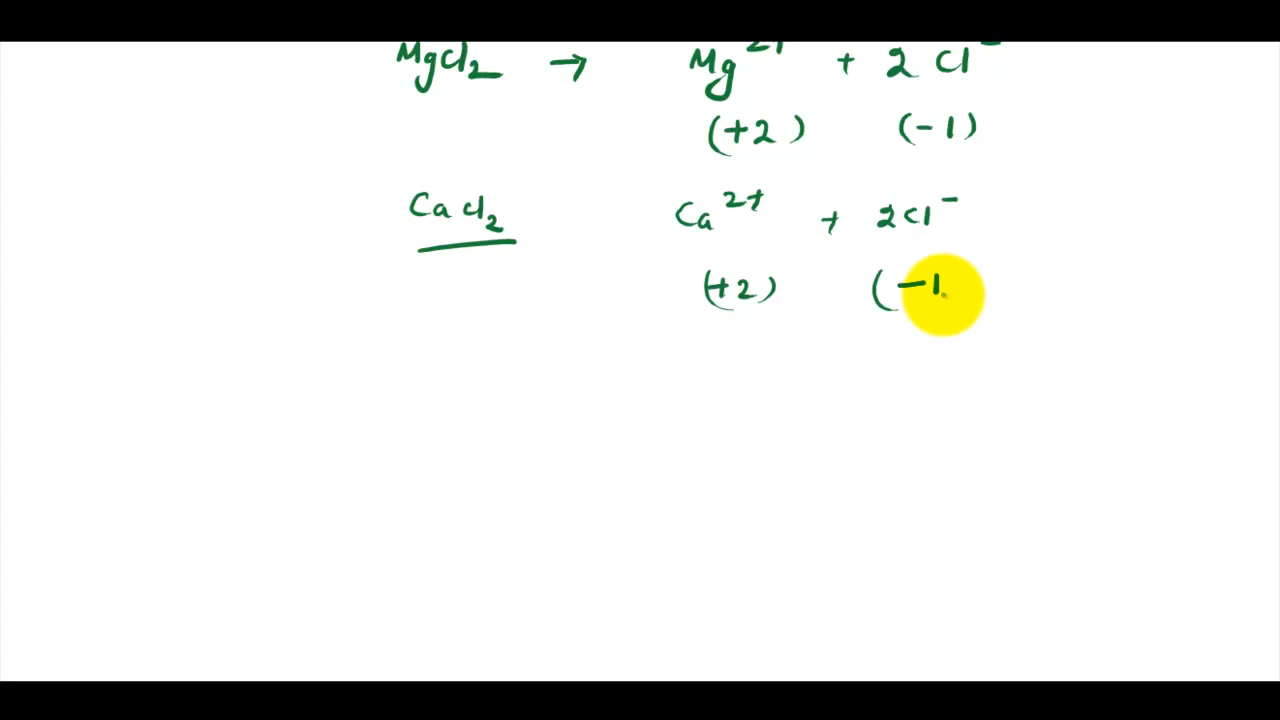 MgCl₂ → Mg²⁺ + 2 Cl⁻
(+2) (-1)
CaCl₂ Ca²⁺ + 2Cl⁻
(+2) (-1